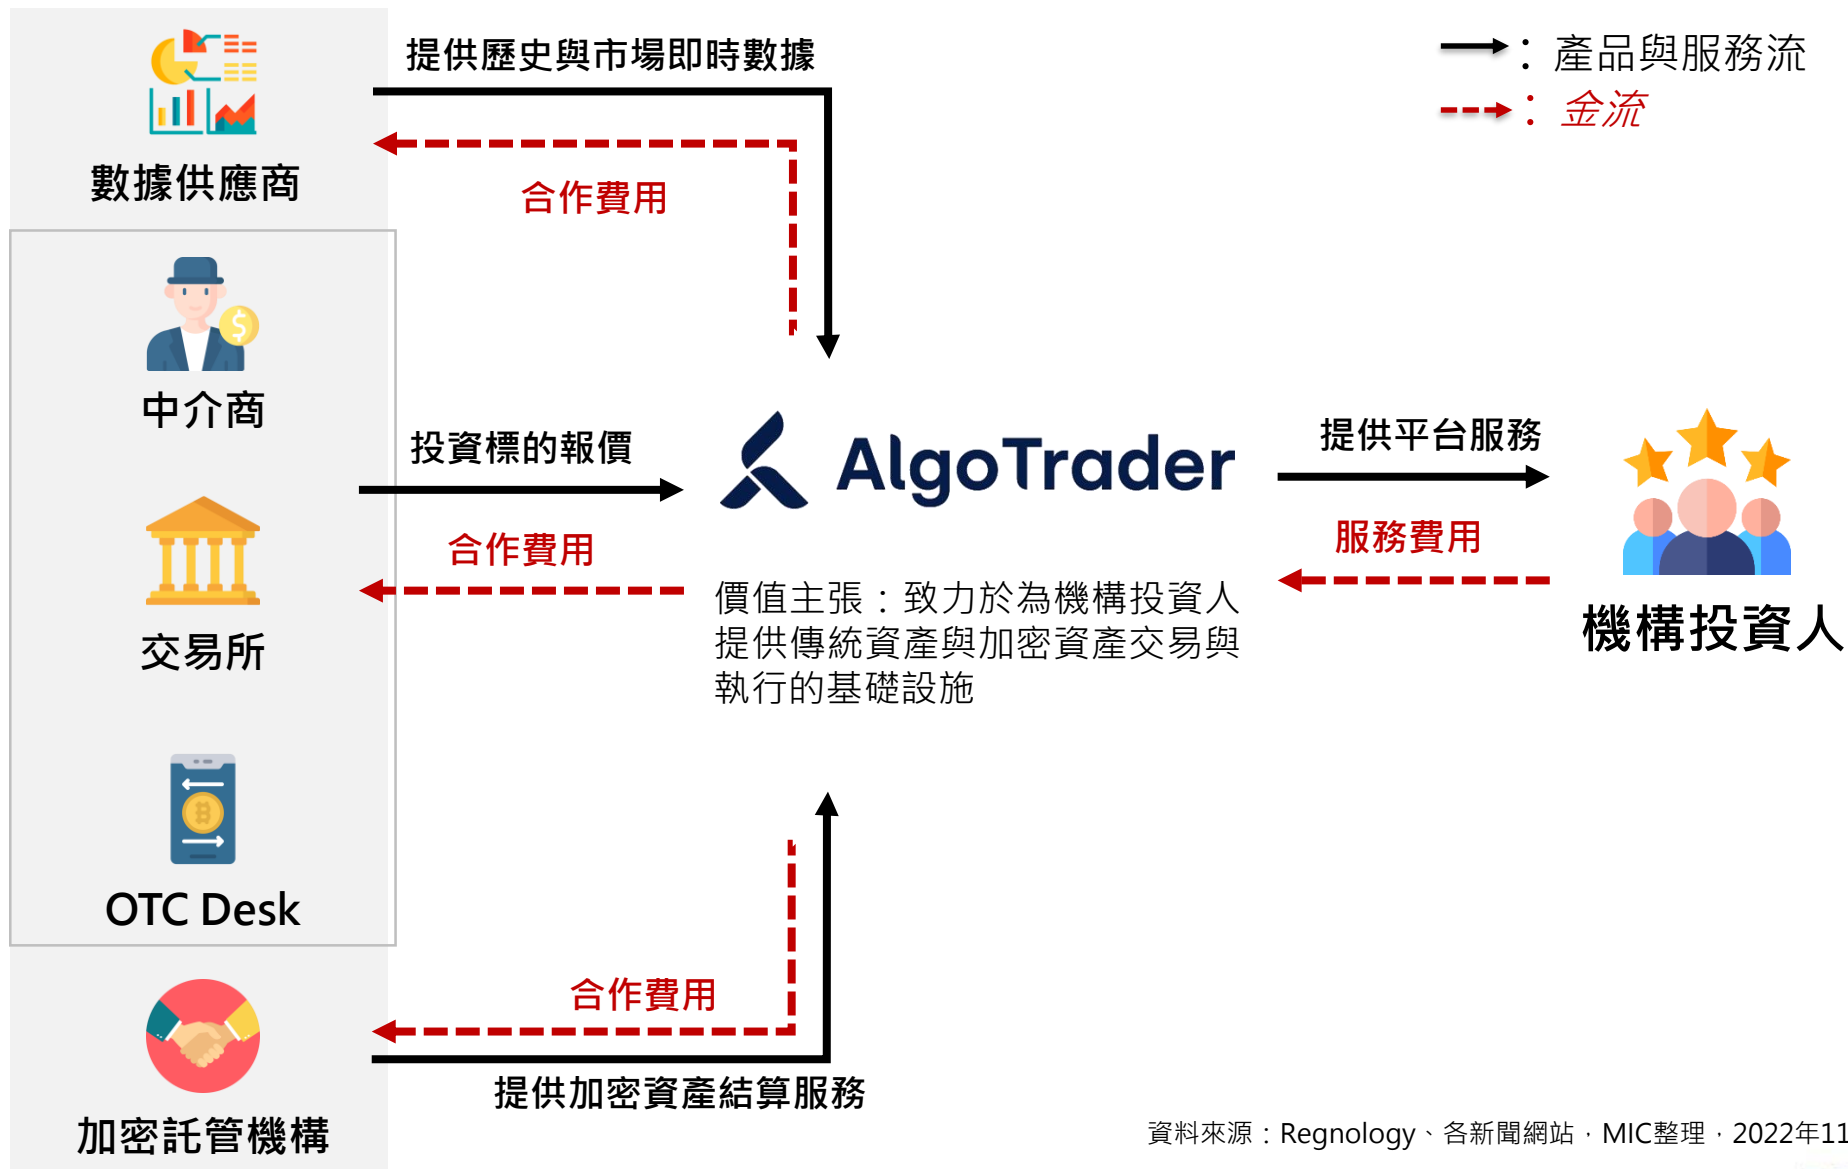 提供歷史與市場即時數據
：產品與服務流
：金流
數據供應商
合作費用
中介商
投資標的報價
合作費用
交易所
OTC Desk
AlgoTrader
價值主張：致力於為機構投資人
提供傳統資產與加密資產交易與
執行的基礎設施
提供平台服務
服務費用
機構投資人
合作費用
提供加密資產結算服務
加密託管機構
資料來源：Regnology、各新聞網站，MIC整理，2022年11